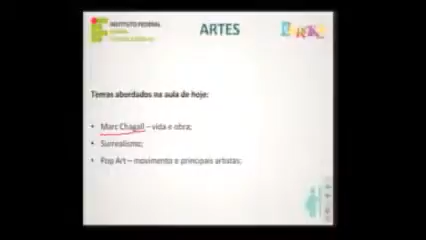 INSTITUTO FEDERAL
ARTES
Temas abordados na aula de hoje:
• Marc Chagall – vida e obra;
• Surrealismo;
• Pop Art – movimento e principais artistas;